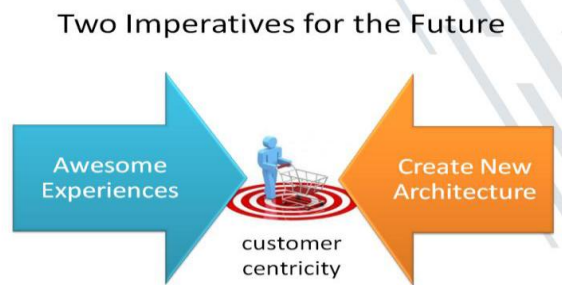 Two Imperatives for the Future
Awesome
Experiences
Create New
Architecture
customer
centricity